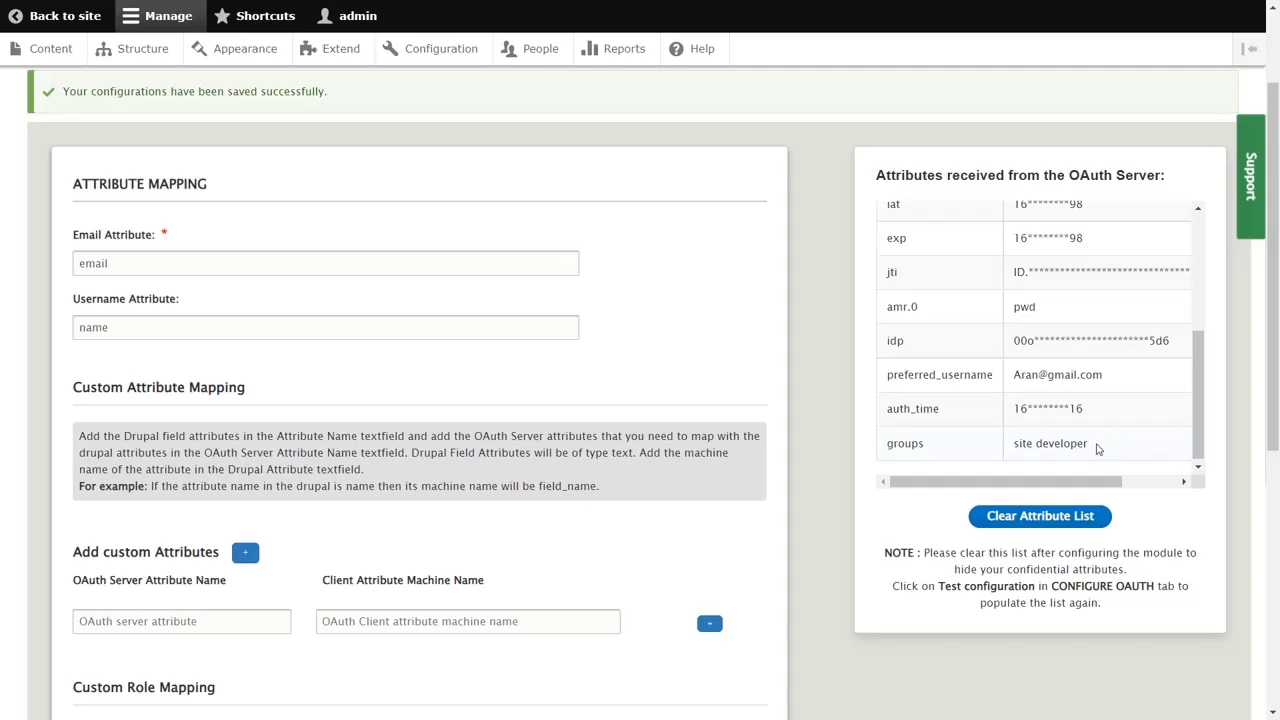 Back to site
Manage
Shortcuts
admin
Content
Structure
Appearance
Extend
Configuration
People
Reports
Help
Your configurations have been saved successfully.
Support
ATTRIBUTE MAPPING
Email Attribute: *
email
Username Attribute:
name
Custom Attribute Mapping
Add the Drupal field attributes in the Attribute Name textfield and add the OAuth Server attributes that you need to map with the
drupal attributes in the OAuth Server Attribute Name textfield. Drupal Field Attributes will be of type text. Add the machine
name of the attribute in the Drupal Attribute textfield.
For example: If the attribute name in the drupal is name then its machine name will be field_name.
Add custom Attributes +
OAuth Server Attribute Name Client Attribute Machine Name
OAuth server attribute OAuth Client attribute machine name -
Custom Role Mapping
Attributes received from the OAuth Server:
iat 16********98
exp 16********98
jti ID.*******************************
amr.0 pwd
idp 00o**********************5d6
preferred_username Aran@gmail.com
auth_time 16********16
groups site developer
Clear Attribute List
NOTE : Please clear this list after configuring the module to
hide your confidential attributes.
Click on Test configuration in CONFIGURE OAUTH tab to
populate the list again.